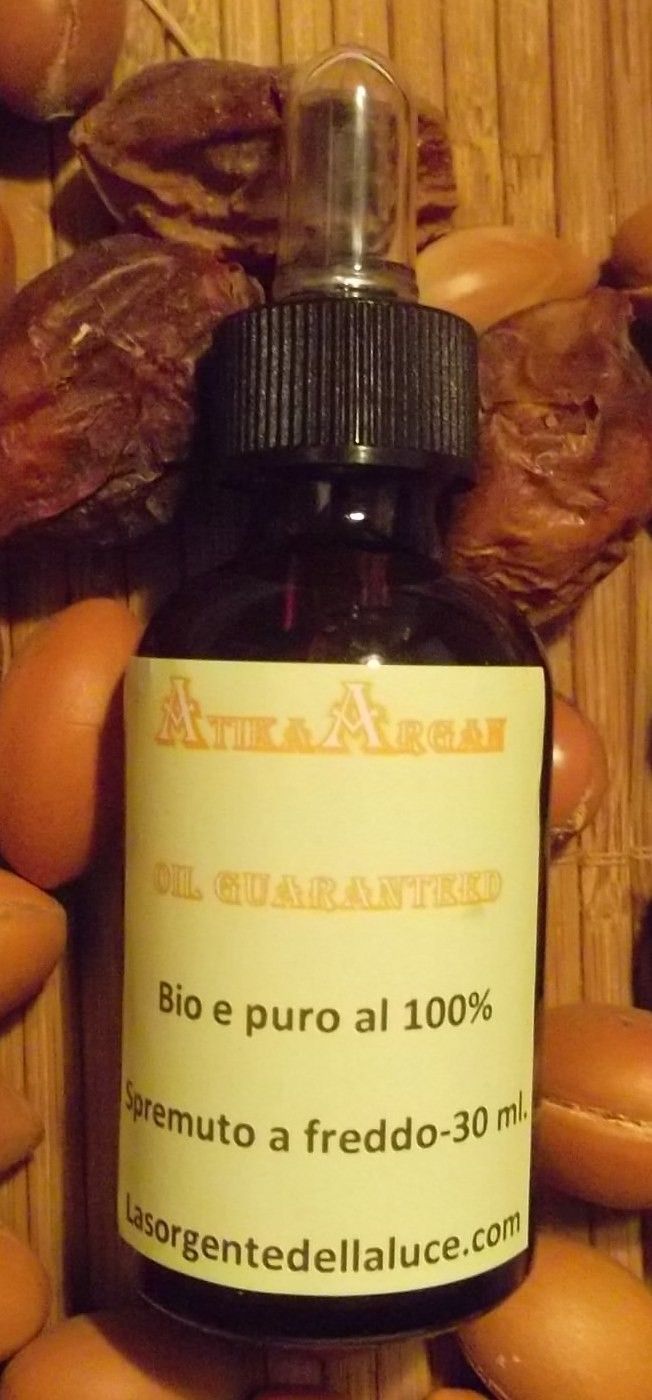 AtikaArgan
OIL GUARANTEED
Bio e puro al 100%
Spremuto a freddo-30 ml.
Lasorgentedellaluce.com